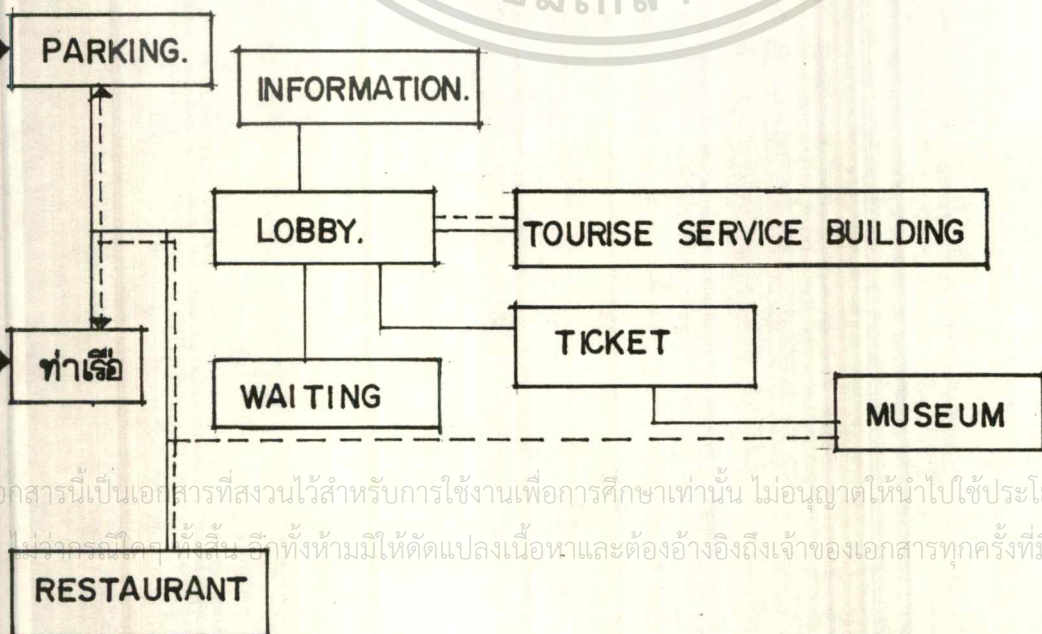 PARKING.
INFORMATION.
LOBBY.
TOURISE SERVICE BUILDING
ท่าเรือ
TICKET
WAITING
MUSEUM
อกสารนี้เป็นเอกสารที่สงวนไว้สำหรับการใช้งานเพื่อการศึกษาเท่านั้น ไม่อนุญาตให้นำไปใช้ประโย
ไม่ว่ากรณีใดๆ ทั้งสิ้น อีกทั้งห้ามมิให้ดัดแปลงเนื้อหาและต้องอ้างอิงถึงเจ้าของเอกสารทุกครั้งที่มี
RESTAURANT